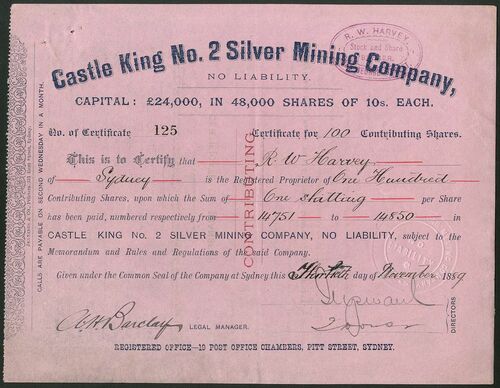 R. W. HARVEY
Stock and Share
Castle King No. 2 Silver Mining Company,
NO LIABILITY.
CAPITAL: £24,000, IN 48,000 SHARES OF 10s. EACH.
No. of Certificate 125 Certificate for 100 Contributing Shares.
This is to Certify that R W Harvey
of Sydney is the Registered Proprietor of One Hundred
Contributing Shares, upon which the Sum of One shilling per Share
has been paid, numbered respectively from 14751 to 14850 in
CASTLE KING NO. 2 SILVER MINING COMPANY, NO LIABILITY, subject to the
Memorandum and Rules and Regulations of the said Company.
Given under the Common Seal of the Company at Sydney this Thirtieth day of November 1889
LEGAL MANAGER.
DIRECTORS
REGISTERED OFFICE—19 POST OFFICE CHAMBERS, PITT STREET, SYDNEY.
CONTRIBUTING
CALLS ARE PAYABLE ON SECOND WEDNESDAY IN A MONTH.